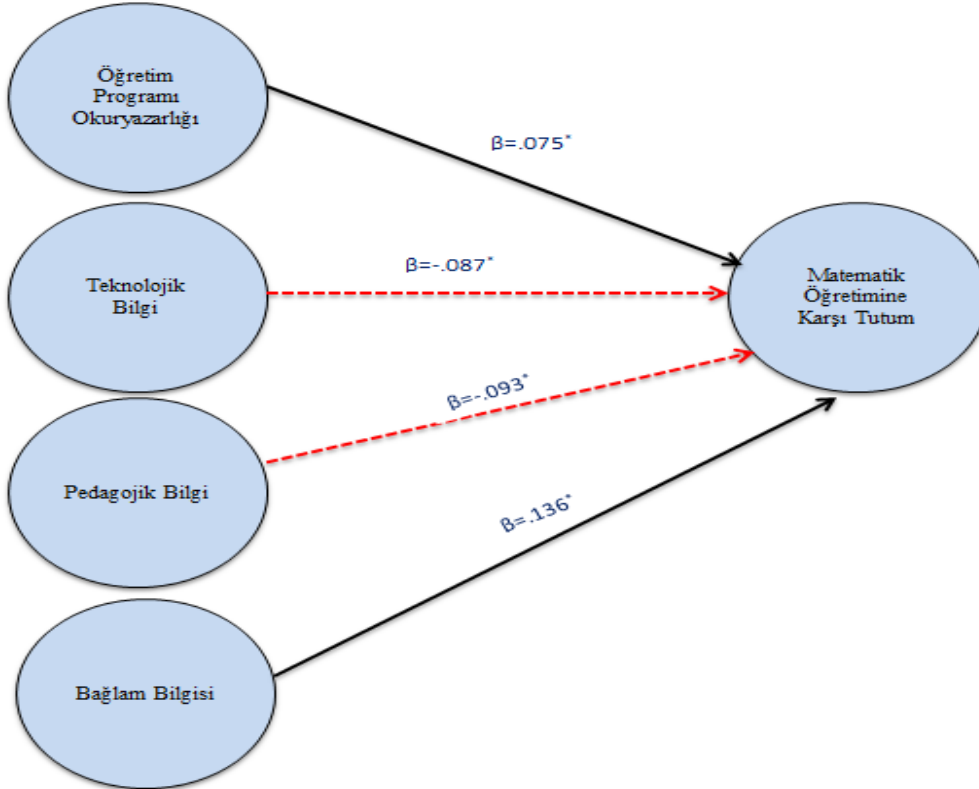 Öğretim
Programı
Okuryazarlığı
β=.075*
Teknolojik
Bilgi
β=-.087*
Matematik
Öğretimine
Karşı Tutum
Pedagojik Bilgi
β=-.093*
Bağlam Bilgisi
β=.136*